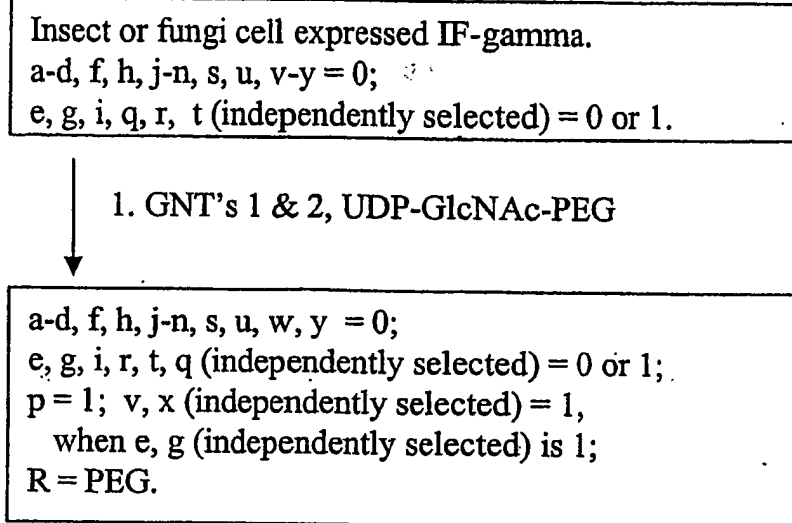 Insect or fungi cell expressed IF-gamma.
a-d, f, h, j-n, s, u, v-y = 0;
e, g, i, q, r, t (independently selected) = 0 or 1.
1. GNT's 1 & 2, UDP-GlcNAc-PEG
a-d, f, h, j-n, s, u, w, y = 0;
e, g, i, r, t, q (independently selected) = 0 or 1;
p = 1; v, x (independently selected) = 1,
when e, g (independently selected) is 1;
R = PEG.